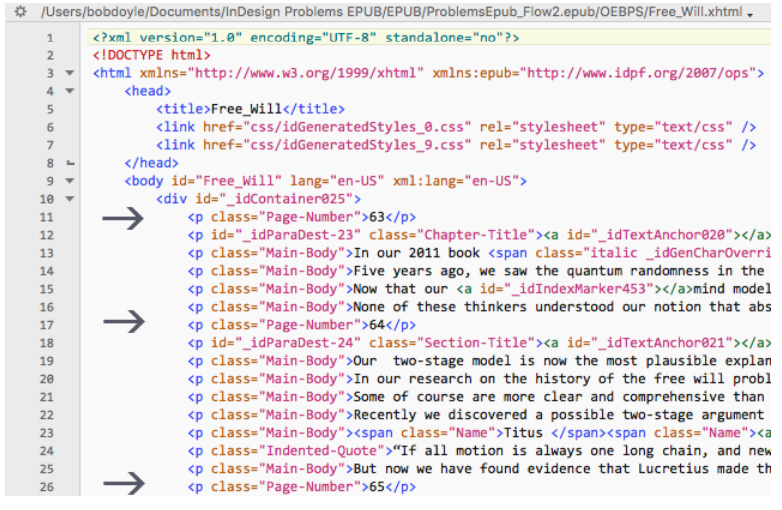 /Users/bobdoyle/Documents/InDesign Problems EPUB/EPUB/ProblemsEpub_Flow2.epub/OEBPS/Free_Will.xhtml
1 <?xml version="1.0" encoding="UTF-8" standalone="no"?>
2 <!DOCTYPE html>
3 <html xmlns="http://www.w3.org/1999/xhtml" xmlns:epub="http://www.idpf.org/2007/ops">
4 <head>
5 <title>Free_Will</title>
6 <link href="css/idGeneratedStyles_0.css" rel="stylesheet" type="text/css" />
7 <link href="css/idGeneratedStyles_9.css" rel="stylesheet" type="text/css" />
8 </head>
9 <body id="Free_Will" lang="en-US" xml:lang="en-US">
10 <div id="_idContainer025">
11 <p class="Page-Number">63</p>
12 <p id="_idParaDest-23" class="Chapter-Title"><a id="_idTextAnchor020"></a>
13 <p class="Main-Body">In our 2011 book <span class="italic _idGenCharOverri
14 <p class="Main-Body">Five years ago, we saw the quantum randomness in the
15 <p class="Main-Body">Now that our <a id="_idIndexMarker453"></a>mind model
16 <p class="Main-Body">None of these thinkers understood our notion that abs
17 <p class="Page-Number">64</p>
18 <p id="_idParaDest-24" class="Section-Title"><a id="_idTextAnchor021"></a>
19 <p class="Main-Body">Our  two-stage model is now the most plausible explan
20 <p class="Main-Body">In our research on the history of the free will probl
21 <p class="Main-Body">Some of course are more clear and comprehensive than
22 <p class="Main-Body">Recently we discovered a possible two-stage argument
23 <p class="Main-Body"><span class="Name">Titus </span><span class="Name"><a
24 <p class="Indented-Quote">“If all motion is always one long chain, and new
25 <p class="Main-Body">But now we have found evidence that Lucretius made th
26 <p class="Page-Number">65</p>